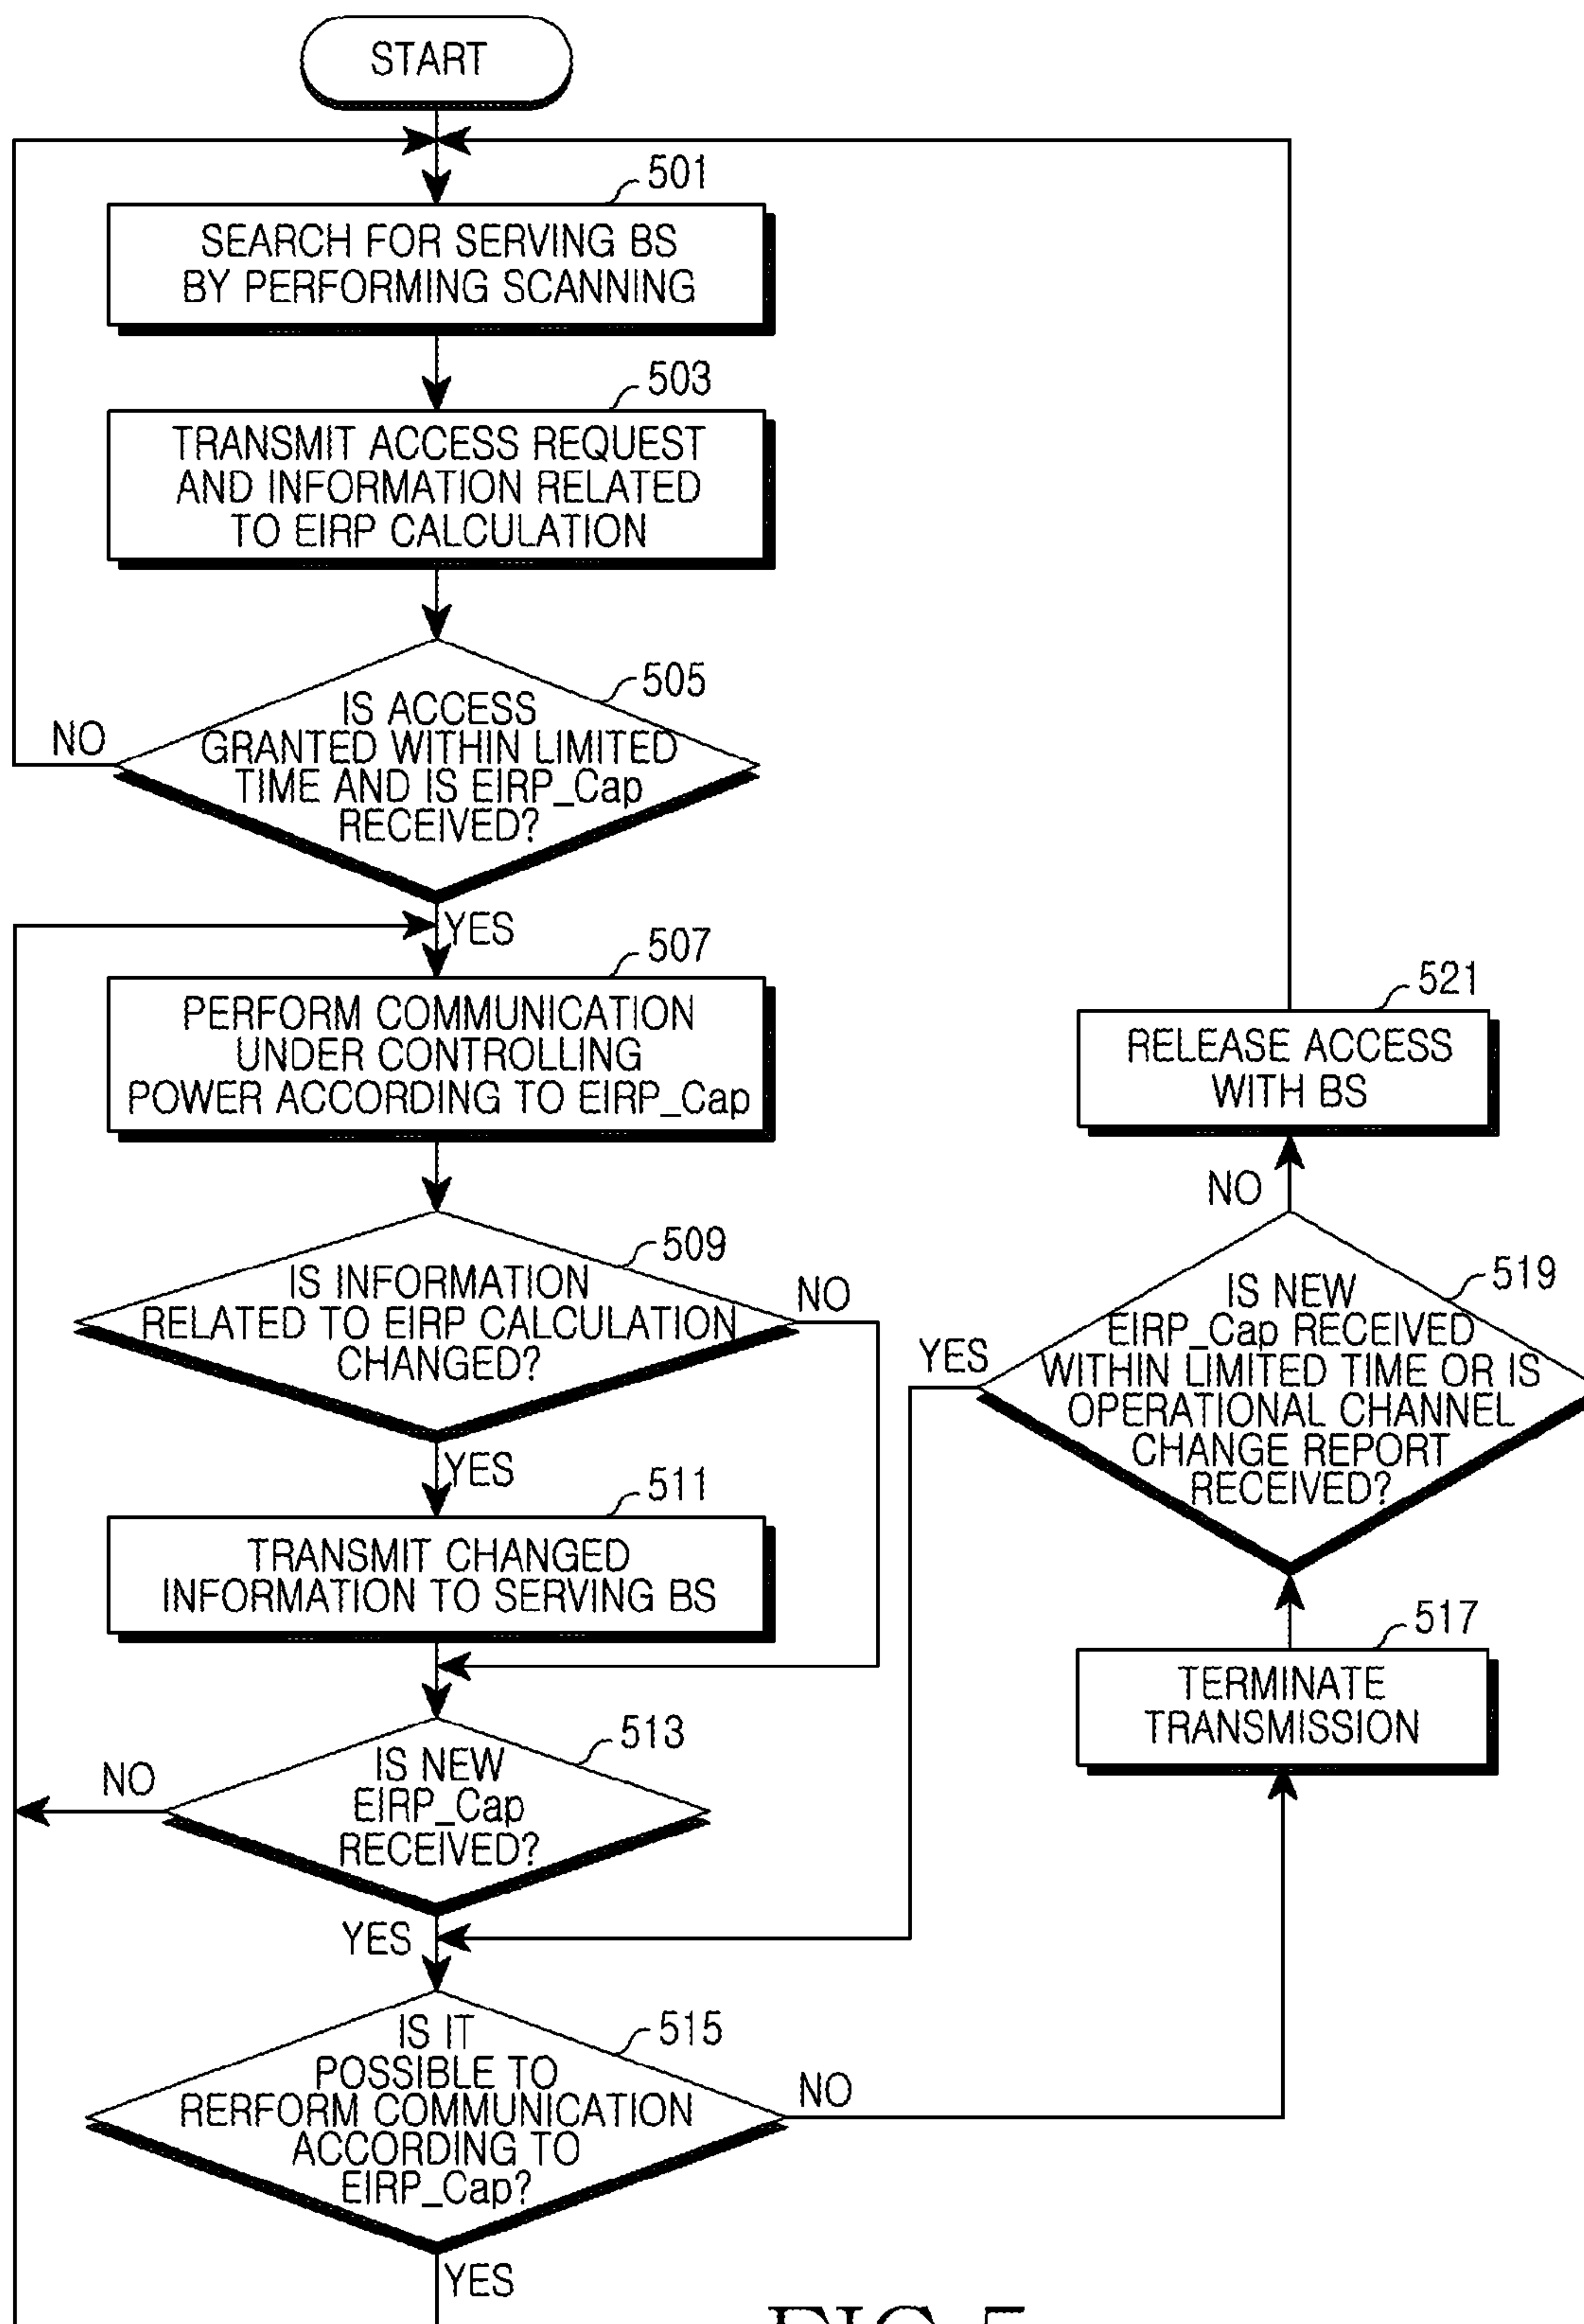 START
501
SEARCH FOR SERVING BS
BY PERFORMING SCANNING
503
TRANSMIT ACCESS REQUEST
AND INFORMATION RELATED
TO EIRP CALCULATION
505
IS ACCESS
GRANTED WITHIN LIMITED
TIME AND IS EIRP_Cap
RECEIVED?
NO
YES
507
PERFORM COMMUNICATION
UNDER CONTROLLING
POWER ACCORDING TO EIRP_Cap
509
IS INFORMATION
RELATED TO EIRP CALCULATION
CHANGED?
NO
YES
511
TRANSMIT CHANGED
INFORMATION TO SERVING BS
513
IS NEW
EIRP_Cap
RECEIVED?
NO
YES
515
IS IT
POSSIBLE TO
RERFORM COMMUNICATION
ACCORDING TO
EIRP_Cap?
NO
YES
517
TERMINATE
TRANSMISSION
519
IS NEW
EIRP_Cap RECEIVED
WITHIN LIMITED TIME OR IS
OPERATIONAL CHANNEL
CHANGE REPORT
RECEIVED?
YES
NO
521
RELEASE ACCESS
WITH BS
FIG.5